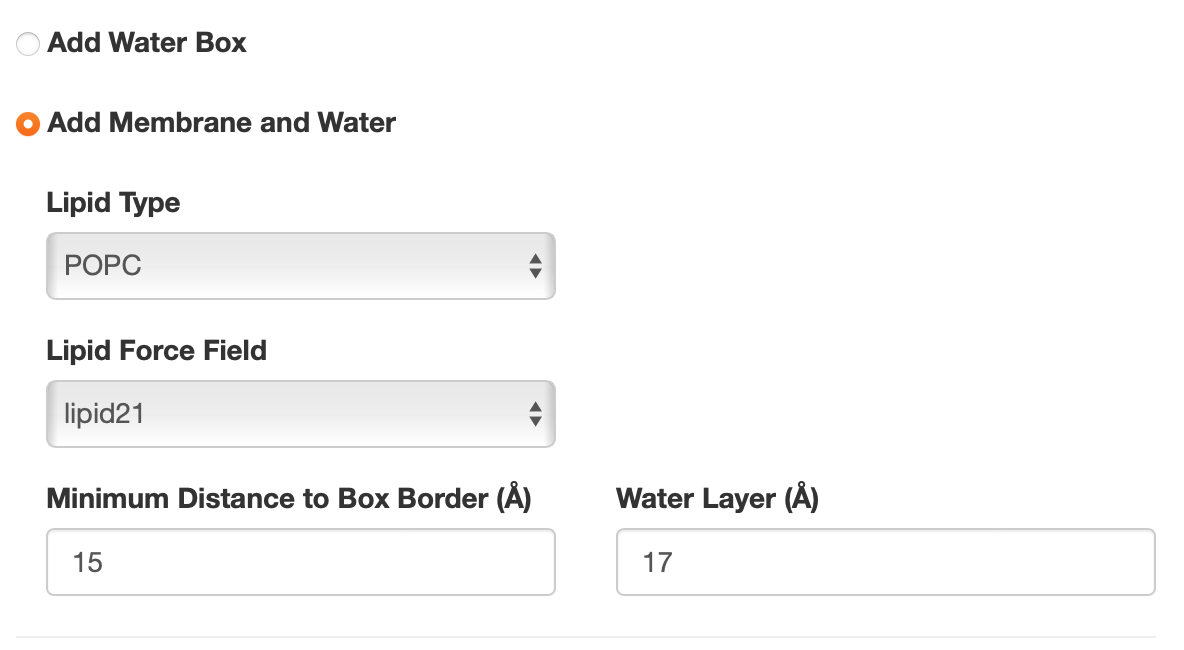 Add Water Box
Add Membrane and Water
Lipid Type
POPC
Lipid Force Field
lipid21
Minimum Distance to Box Border (Å) Water Layer (Å)
15 17